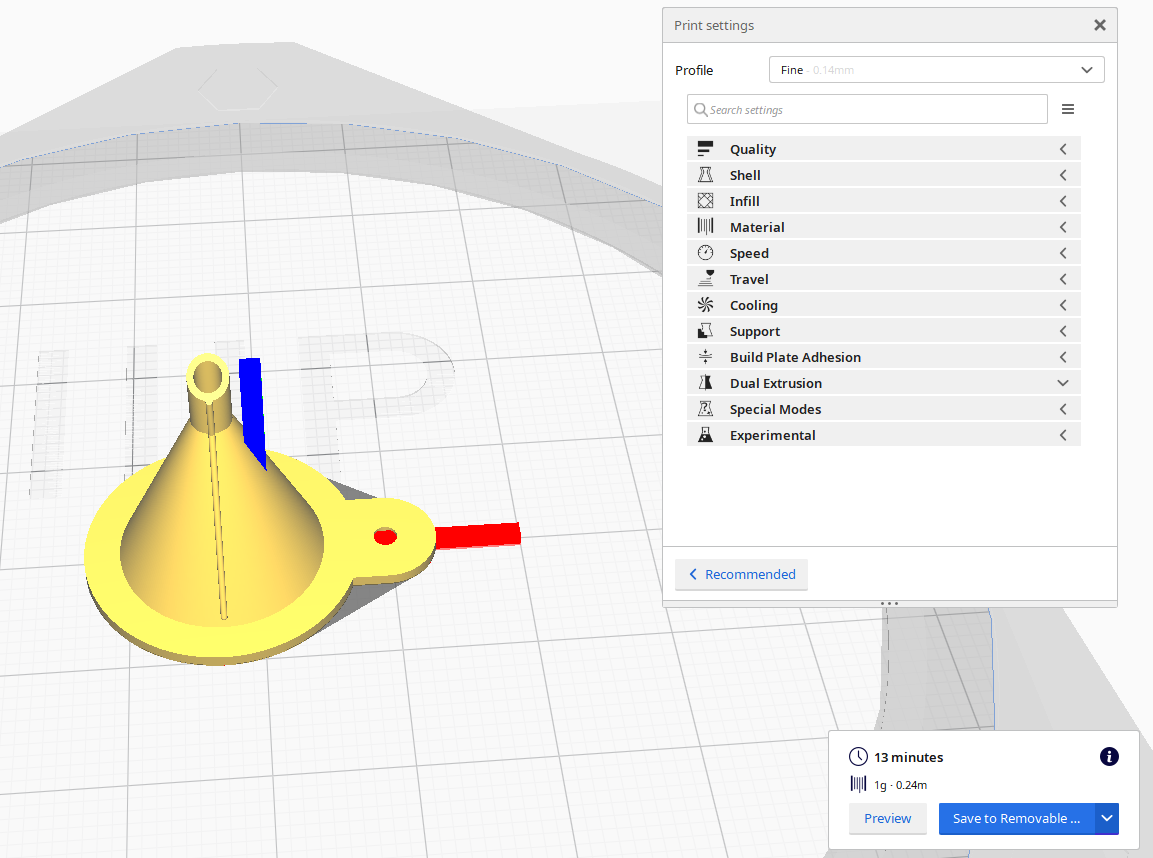 Print settings
Profile
Fine - 0.14mm
Search settings
Quality
Shell
Infill
Material
Speed
Travel
Cooling
Support
Build Plate Adhesion
Dual Extrusion
Special Modes
Experimental
Recommended
13 minutes
1g · 0.24m
Preview
Save to Removable ...